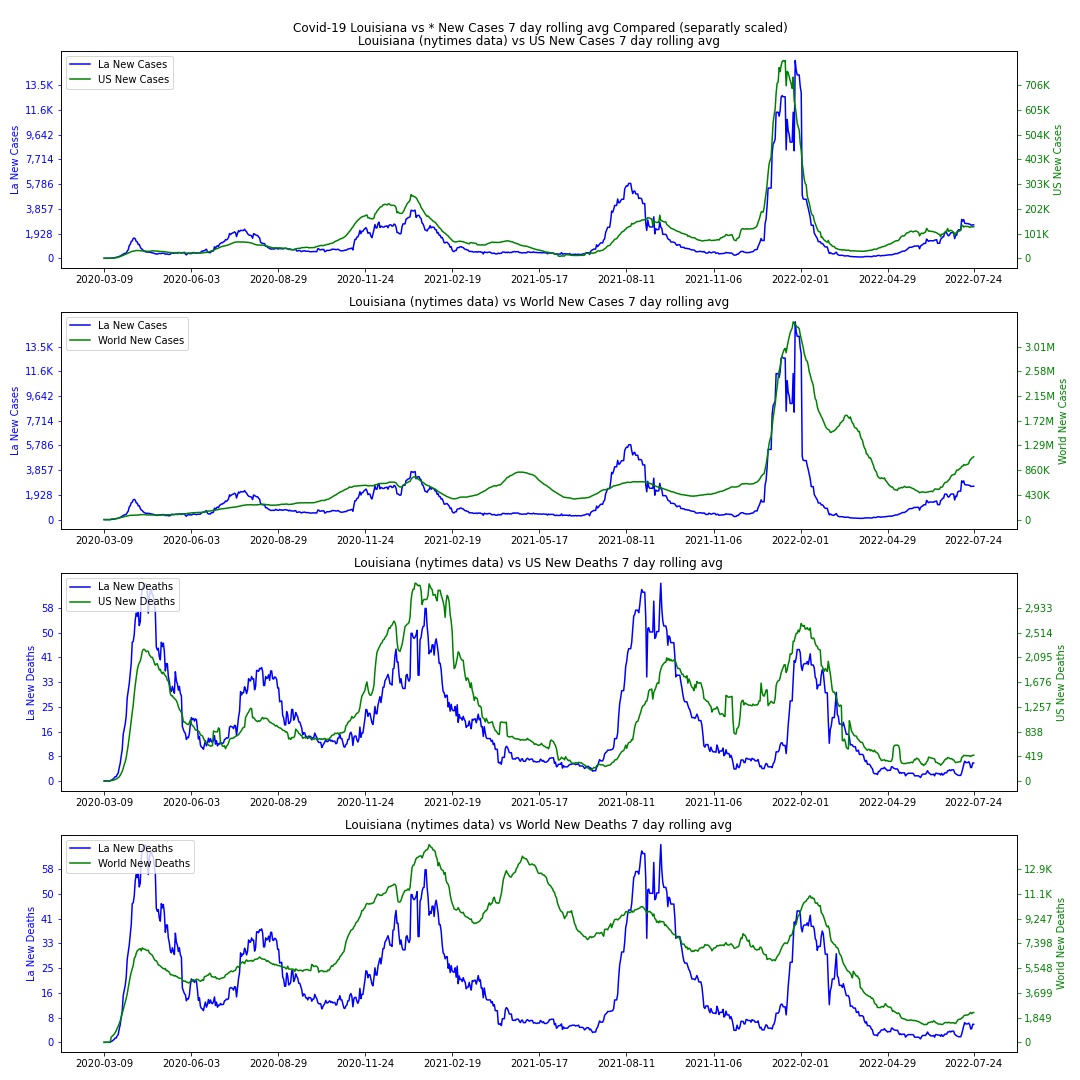 Covid-19 Louisiana vs * New Cases 7 day rolling avg Compared (separatly scaled)
Louisiana (nytimes data) vs US New Cases 7 day rolling avg
La New Cases
US New Cases
13.5K
11.6K
9,642
7,714
5,786
3,857
1,928
0
La New Cases
706K
605K
504K
403K
303K
202K
101K
0
US New Cases
2020-03-09 2020-06-03 2020-08-29 2020-11-24 2021-02-19 2021-05-17 2021-08-11 2021-11-06 2022-02-01 2022-04-29 2022-07-24
Louisiana (nytimes data) vs World New Cases 7 day rolling avg
La New Cases
World New Cases
13.5K
11.6K
9,642
7,714
5,786
3,857
1,928
0
La New Cases
3.01M
2.58M
2.15M
1.72M
1.29M
860K
430K
0
World New Cases
2020-03-09 2020-06-03 2020-08-29 2020-11-24 2021-02-19 2021-05-17 2021-08-11 2021-11-06 2022-02-01 2022-04-29 2022-07-24
Louisiana (nytimes data) vs US New Deaths 7 day rolling avg
La New Deaths
US New Deaths
58
50
41
33
25
16
8
0
La New Deaths
2,933
2,514
2,095
1,676
1,257
838
419
0
US New Deaths
2020-03-09 2020-06-03 2020-08-29 2020-11-24 2021-02-19 2021-05-17 2021-08-11 2021-11-06 2022-02-01 2022-04-29 2022-07-24
Louisiana (nytimes data) vs World New Deaths 7 day rolling avg
La New Deaths
World New Deaths
58
50
41
33
25
16
8
0
La New Deaths
12.9K
11.1K
9,247
7,398
5,548
3,699
1,849
0
World New Deaths
2020-03-09 2020-06-03 2020-08-29 2020-11-24 2021-02-19 2021-05-17 2021-08-11 2021-11-06 2022-02-01 2022-04-29 2022-07-24